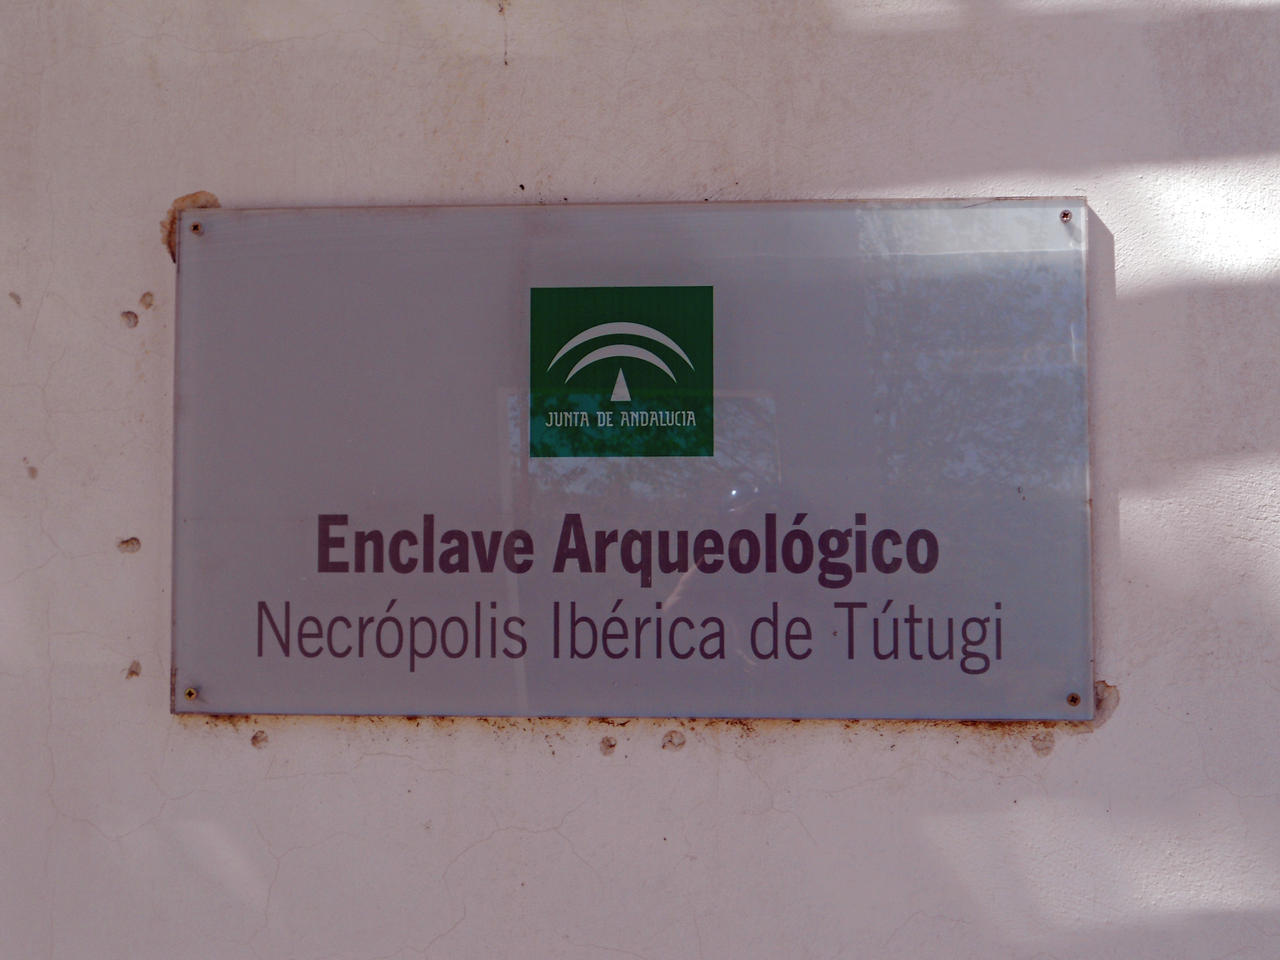 JUNTA DE ANDALUCIA
Enclave Arqueológico
Necrópolis Ibérica de Tútugi